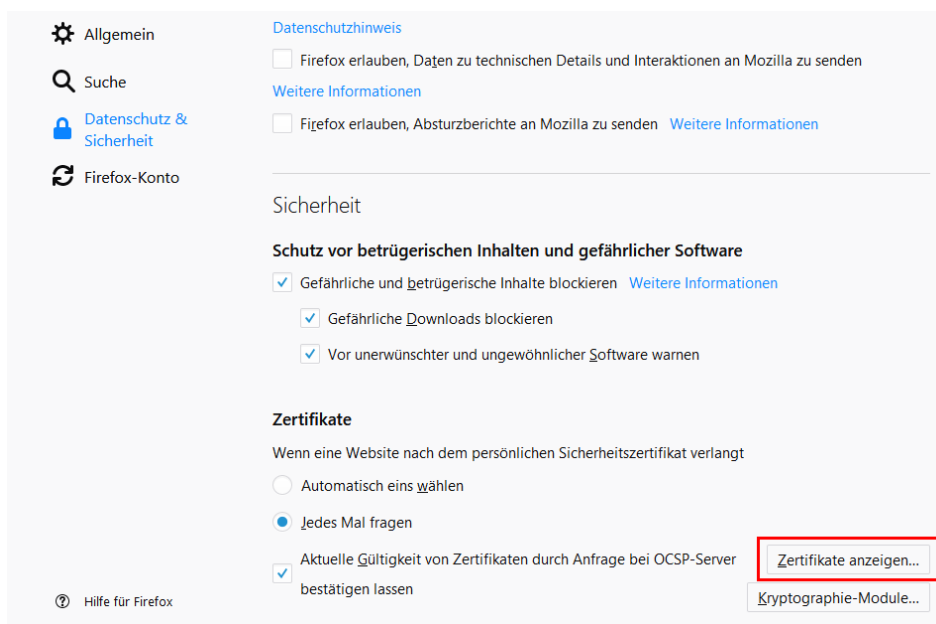 Allgemein
Suche
Datenschutz &
Sicherheit
Firefox-Konto
Hilfe für Firefox
Datenschutzhinweis
Firefox erlauben, Daten zu technischen Details und Interaktionen an Mozilla zu senden
Weitere Informationen
Firefox erlauben, Absturzberichte an Mozilla zu senden Weitere Informationen
Sicherheit
Schutz vor betrügerischen Inhalten und gefährlicher Software
Gefährliche und betrügerische Inhalte blockieren Weitere Informationen
Gefährliche Downloads blockieren
Vor unerwünschter und ungewöhnlicher Software warnen
Zertifikate
Wenn eine Website nach dem persönlichen Sicherheitszertifikat verlangt
Automatisch eins wählen
Jedes Mal fragen
Aktuelle Gültigkeit von Zertifikaten durch Anfrage bei OCSP-Server
bestätigen lassen
Zertifikate anzeigen...
Kryptographie-Module...